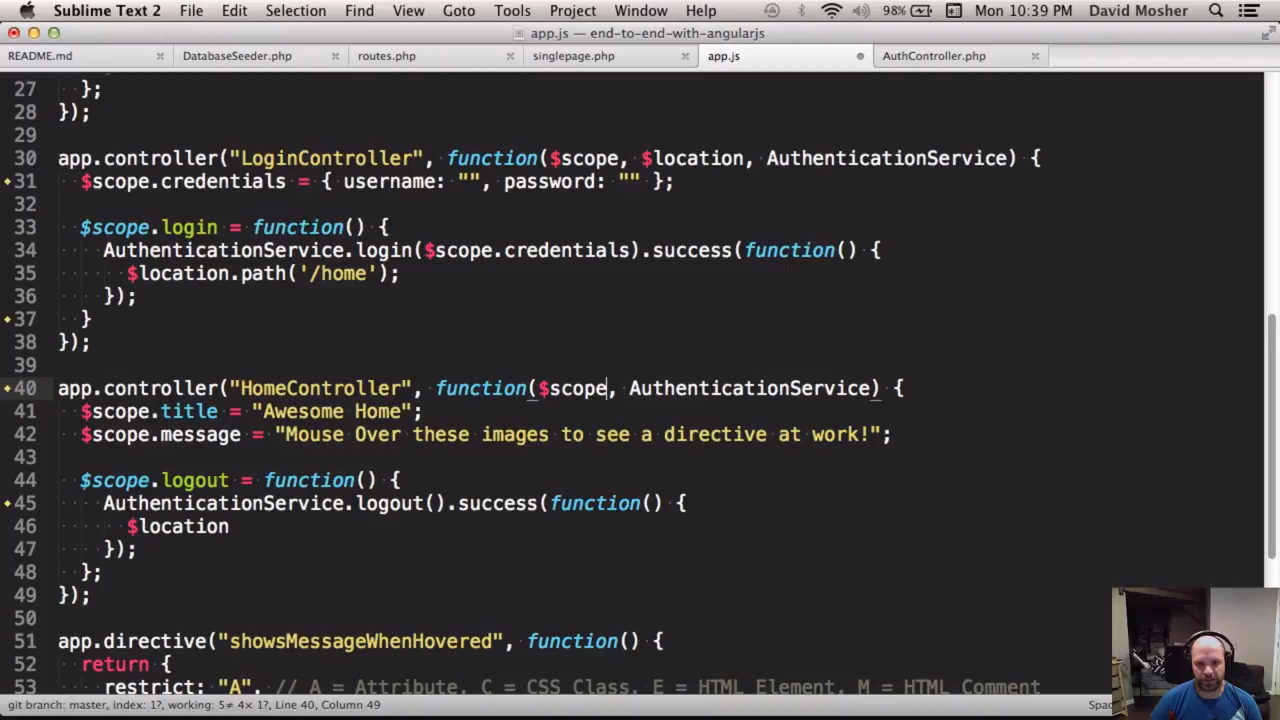 Sublime Text 2 File Edit Selection Find View Goto Tools Project Window Help 98% Mon 10:39 PM David Mosher
app.js — end-to-end-with-angularjs
README.md DatabaseSeeder.php routes.php singlepage.php app.js AuthController.php
27 };
28 });
29
30 app.controller("LoginController", function($scope, $location, AuthenticationService) {
31 $scope.credentials = { username: "", password: "" };
32
33 $scope.login = function() {
34 AuthenticationService.login($scope.credentials).success(function() {
35 $location.path('/home');
36 });
37 }
38 });
39
40 app.controller("HomeController", function($scope, AuthenticationService) {
41 $scope.title = "Awesome Home";
42 $scope.message = "Mouse Over these images to see a directive at work!";
43
44 $scope.logout = function() {
45 AuthenticationService.logout().success(function() {
46 $location
47 });
48 };
49 });
50
51 app.directive("showsMessageWhenHovered", function() {
52 return {
53 restrict: "A", // A = Attribute, C = CSS Class, E = HTML Element, M = HTML Comment
git branch: master, index: 1?, working: 5≠ 4× 1?, Line 40, Column 49